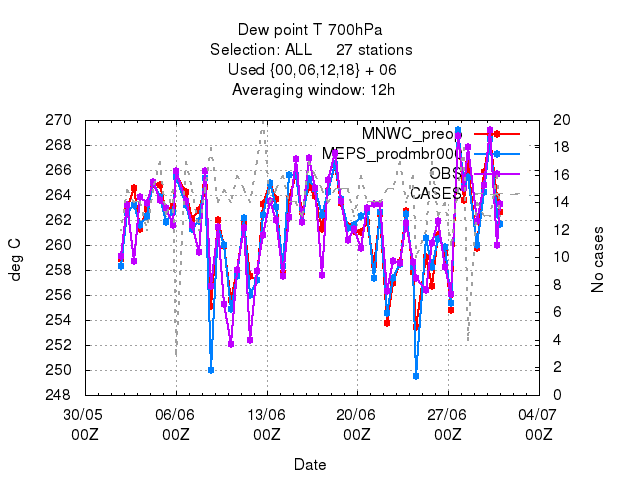 Dew point T 700hPa
Selection: ALL 27 stations
Used {00,06,12,18} + 06
Averaging window: 12h
270 20
268 18
266 16
264 14
262 12
260 10
258 8
256 6
254 4
252 2
250 0
248
MNWC_preop
MEPS_prodmbr000
OBS
CASES
deg C
No cases
30/05 06/06 13/06 20/06 27/06 04/07
00Z 00Z 00Z 00Z 00Z 00Z
Date